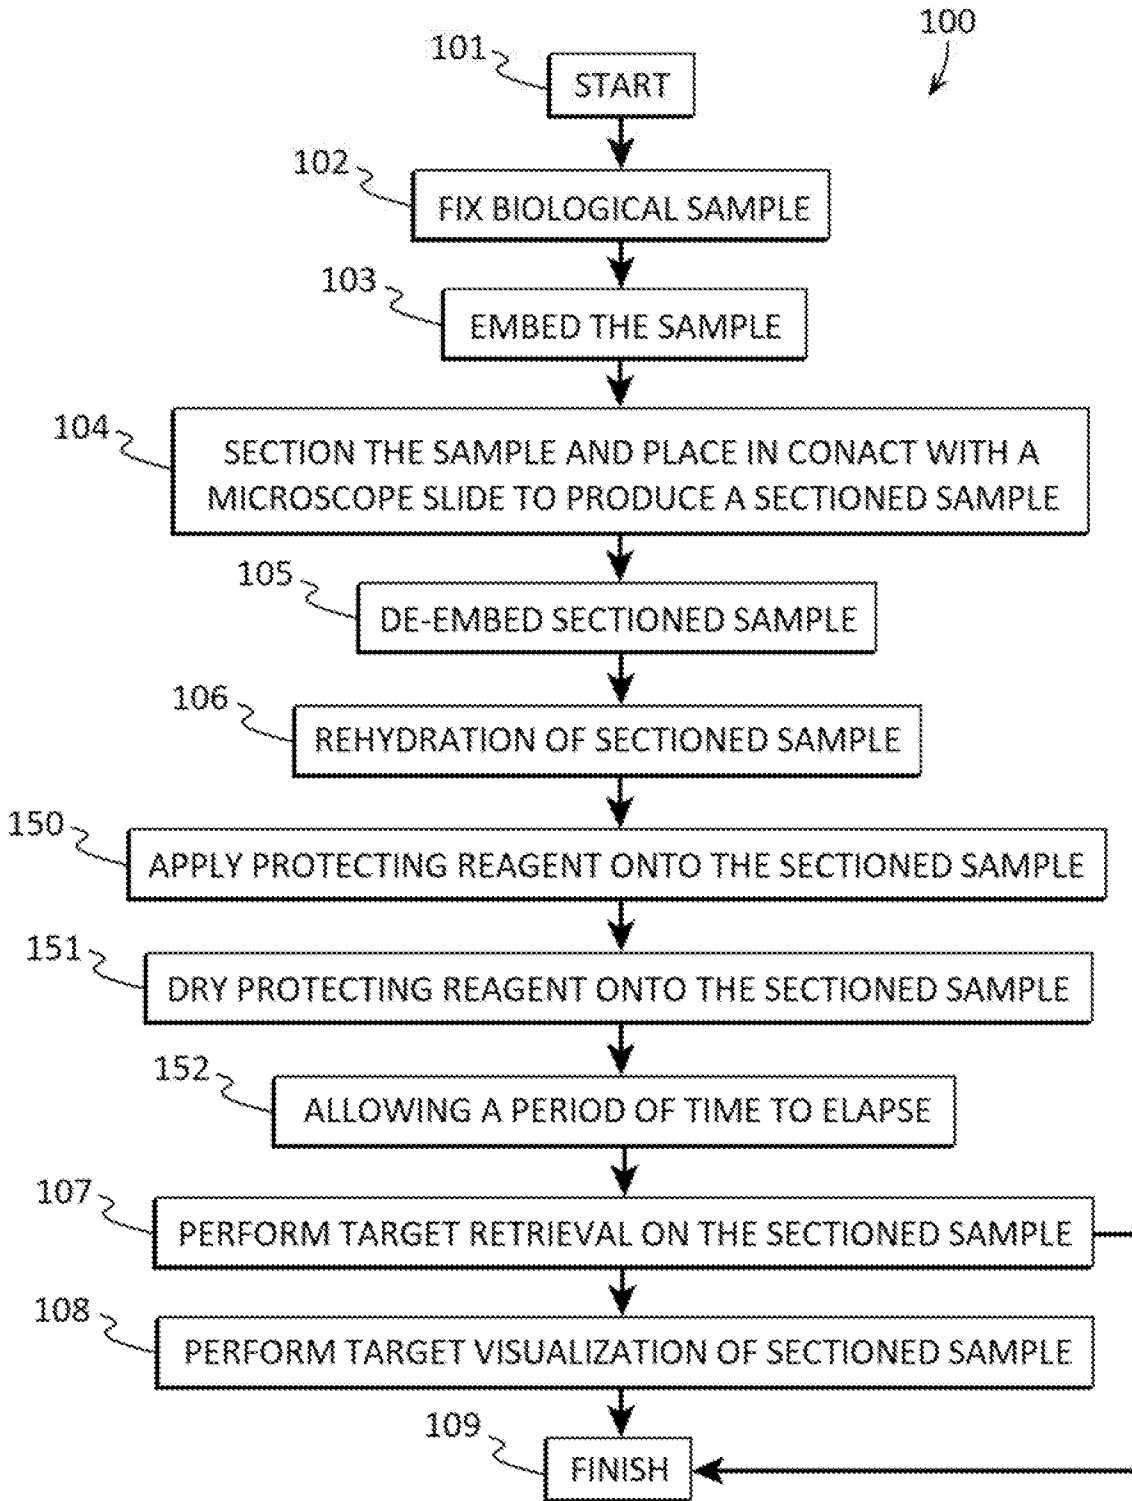 100
101
START
102
FIX BIOLOGICAL SAMPLE
103
EMBED THE SAMPLE
104
SECTION THE SAMPLE AND PLACE IN CONACT WITH A
MICROSCOPE SLIDE TO PRODUCE A SECTIONED SAMPLE
105
DE-EMBED SECTIONED SAMPLE
106
REHYDRATION OF SECTIONED SAMPLE
150
APPLY PROTECTING REAGENT ONTO THE SECTIONED SAMPLE
151
DRY PROTECTING REAGENT ONTO THE SECTIONED SAMPLE
152
ALLOWING A PERIOD OF TIME TO ELAPSE
107
PERFORM TARGET RETRIEVAL ON THE SECTIONED SAMPLE
108
PERFORM TARGET VISUALIZATION OF SECTIONED SAMPLE
109
FINISH